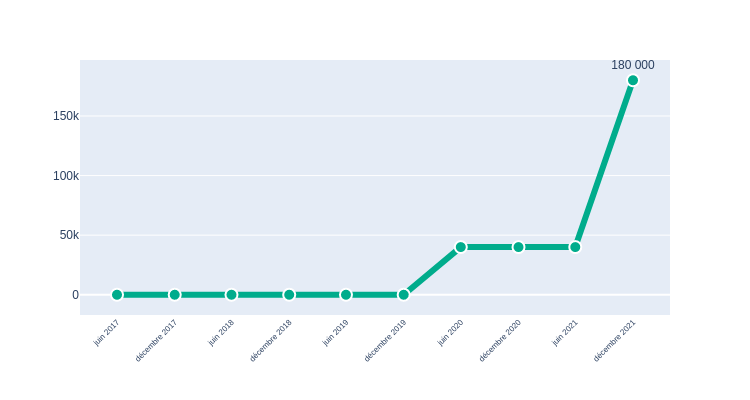 180 000
150k
100k
50k
0
juin 2017
décembre 2017
juin 2018
décembre 2018
juin 2019
décembre 2019
juin 2020
décembre 2020
juin 2021
décembre 2021